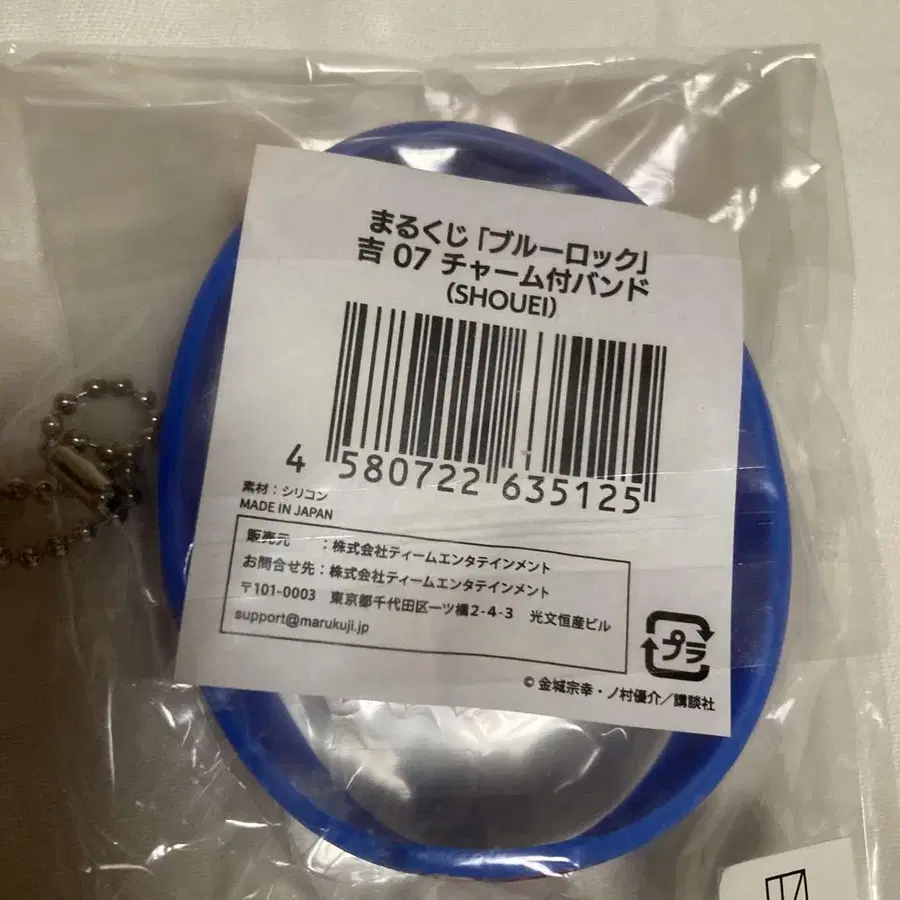 まるくじ「ブルーロック」
吉 07 チャーム付バンド
(SHOUEI)
4 580722 635125
素材：シリコン
MADE IN JAPAN
販売元　　：株式会社ティームエンタテインメント
お問合せ先：株式会社ティームエンタテインメント
〒101-0003　東京都千代田区一ツ橋2-4-3　光文恒産ビル
support@marukuji.jp
プラ
© 金城宗幸・ノ村優介／講談社